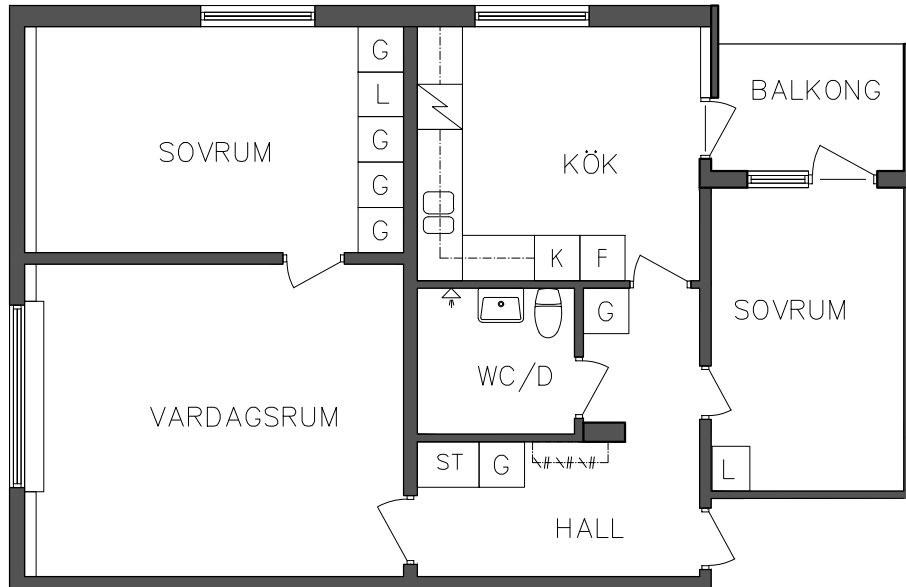 G
L
G
G
G
SOVRUM
KÖK
BALKONG
K F
G
SOVRUM
WC/D
VARDAGSRUM
ST G
L
HALL